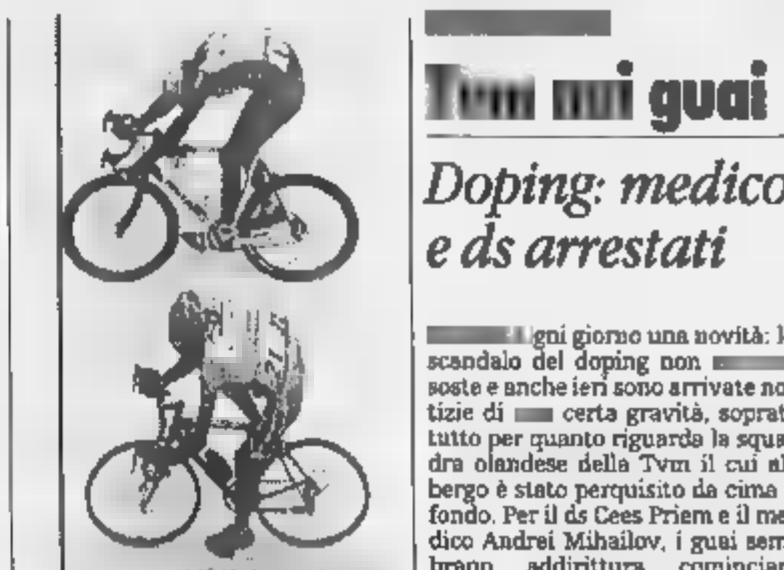 Tvm nei guai
Doping: medico
e ds arrestati
gni giorno una novità:
scandalo del doping non
soste e anche ieri sono arrivate no
tizie di certa gravità, soprat
tutto per quanto riguarda la squa
dra olandese della Tvm il cui al
bergo è stato perquisito da cima
fondo. Per il ds Cees Priem e il me
dico Andrei Mihailov, i guai sem
brano addirittura cominciar